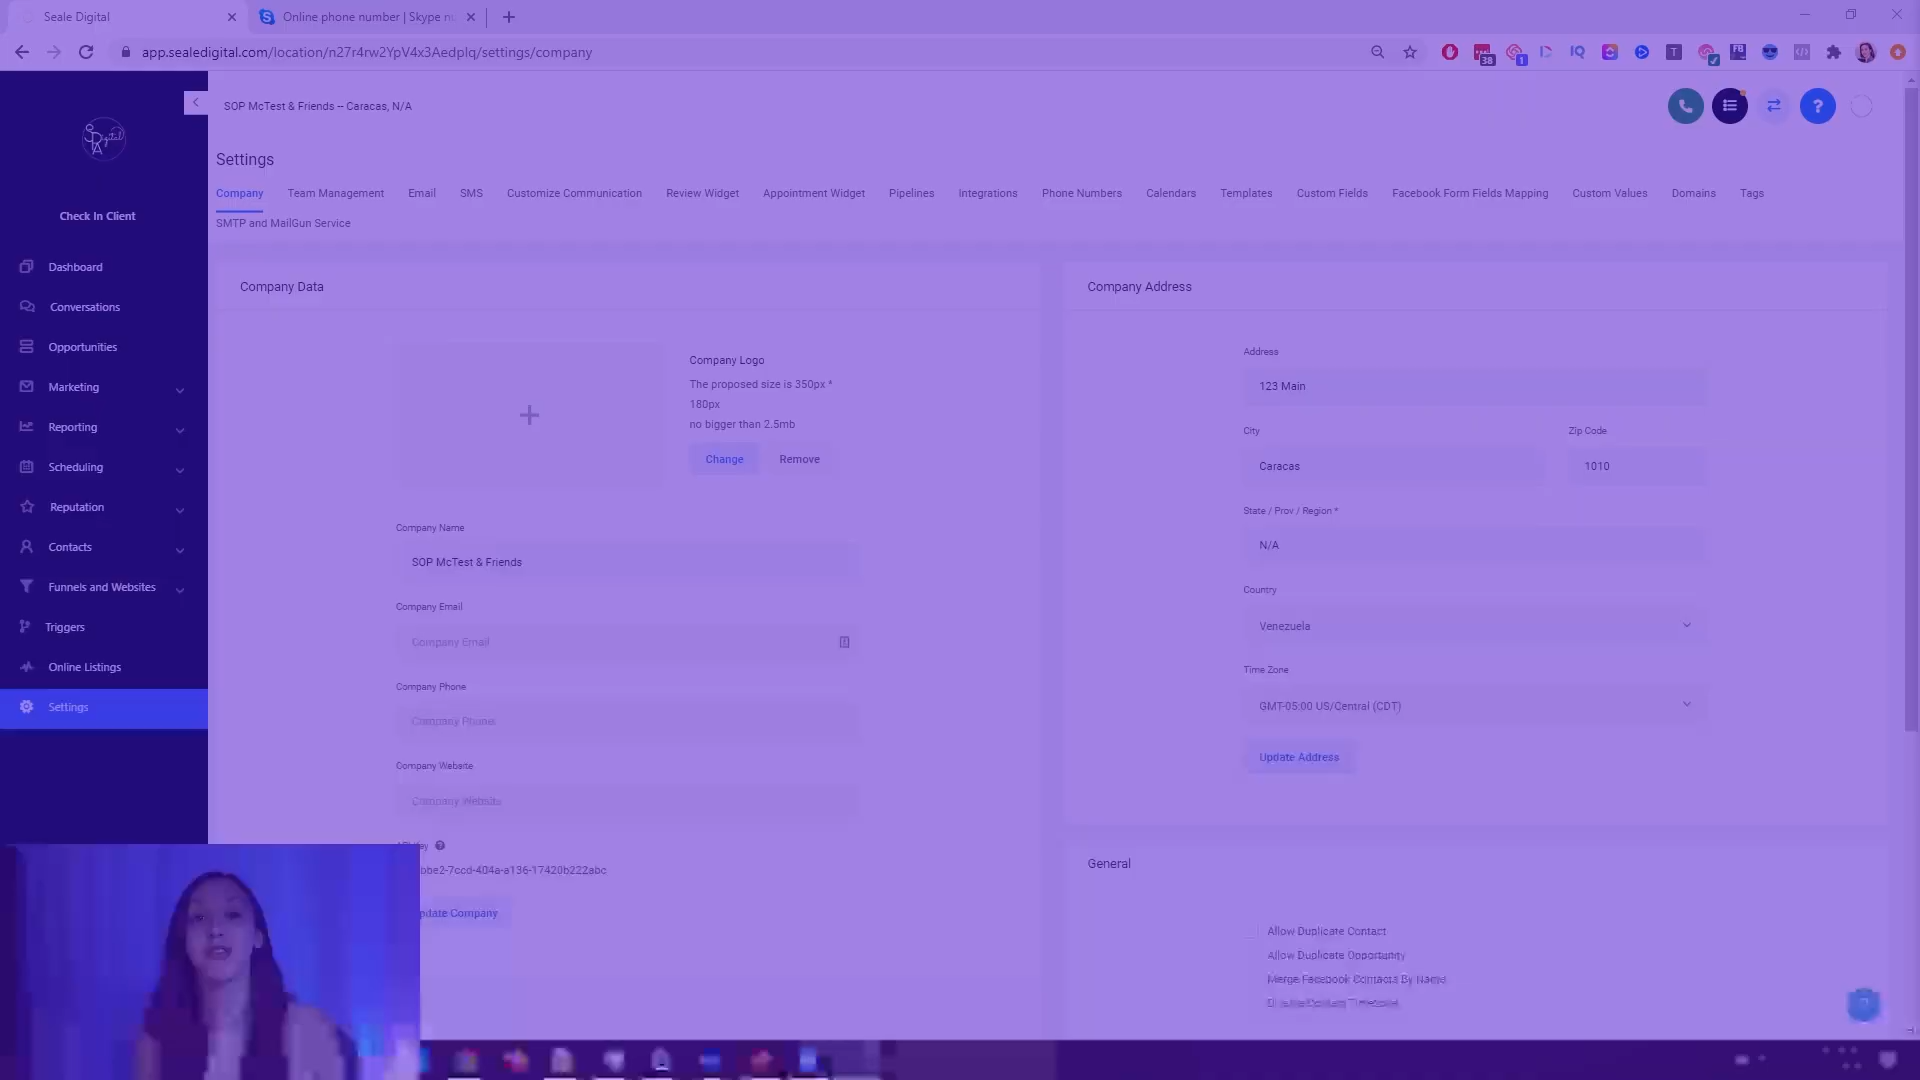 Seale Digital
Online phone number | Skype nu
app.sealedigital.com/location/n27r4rw2YpV4x3Aedplq/settings/company
38
1
T
FB
SOP McTest & Friends -- Caracas, N/A
Settings
Company
Team Management
Email
SMS
Customize Communication
Review Widget
Appointment Widget
Pipelines
Integrations
Phone Numbers
Calendars
Templates
Custom Fields
Facebook Form Fields Mapping
Custom Values
Domains
Tags
SMTP and MailGun Service
Check In Client
Dashboard
Conversations
Opportunities
Marketing
Reporting
Scheduling
Reputation
Contacts
Funnels and Websites
Triggers
Online Listings
Settings
Company Data
Company Logo
The proposed size is 350px *
180px
no bigger than 2.5mb
Change
Remove
Company Name
SOP McTest & Friends
Company Email
Company Email
Company Phone
Company Phone
Company Website
Company Website
obe2-7ccd-404a-a136-17420b222abc
pdate Company
Company Address
Address
123 Main
City
Zip Code
Caracas
1010
State / Prov / Region *
N/A
Country
Venezuela
Time Zone
GMT-05:00 US/Central (CDT)
Update Address
General
Allow Duplicate Contact
Allow Duplicate Opportunity
Merge Facebook Contacts By Name